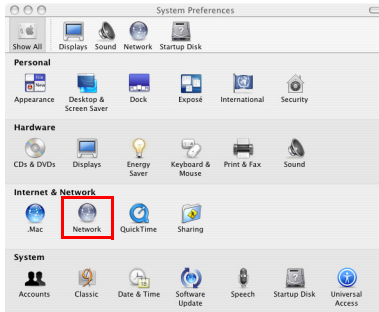 System Preferences
Show All Displays Sound Network Startup Disk
Personal
Appearance Desktop & Screen Saver Dock Exposé International Security
Hardware
CDs & DVDs Displays Energy Saver Keyboard & Mouse Print & Fax Sound
Internet & Network
.Mac Network QuickTime Sharing
System
Accounts Classic Date & Time Software Update Speech Startup Disk Universal Access